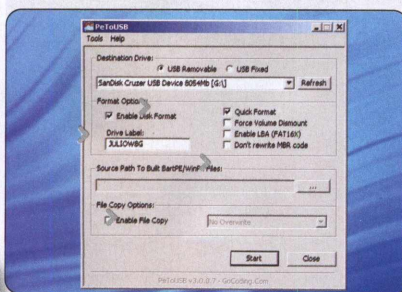 PeToUSB
Tools Help
Destination Drive:
USB Removable USB Fixed
SanDisk Cruzer USB Device 8054Mb [G:\] Refresh
Format Options
Enable Disk Format
Quick Format
Force Volume Dismount
Enable LBA (FAT16X)
Don't rewrite MBR code
Drive Label:
JULIOW8G
Source Path To Built BartPE/WinPE Files:
...
File Copy Options:
Enable File Copy No Overwrite
Start Close
PeToUSB v3.0.0.7 - GoCoding.Com